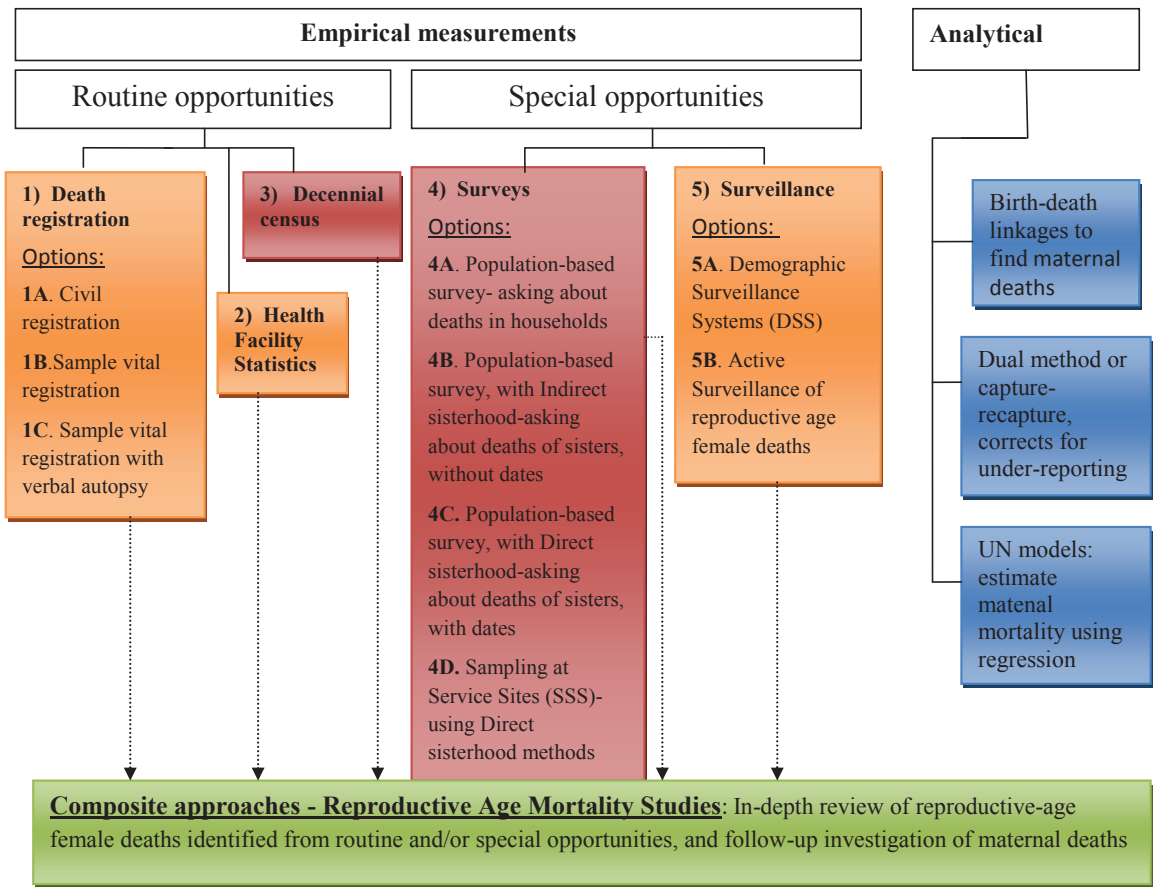 Empirical measurements
Analytical
Routine opportunities
Special opportunities
1) Death
registration
Options:
1A. Civil
registration
1B.Sample vital
registration
1C. Sample vital
registration with
verbal autopsy
2) Health
Facility
Statistics
3) Decennial
census
4) Surveys
Options:
4A. Population-based
survey- asking about
deaths in households
4B. Population-based
survey, with Indirect
sisterhood-asking
about deaths of sisters,
without dates
4C. Population-based
survey, with Direct
sisterhood-asking
about deaths of sisters,
with dates
4D. Sampling at
Service Sites (SSS)-
using Direct
sisterhood methods
5) Surveillance
Options:
5A. Demographic
Surveillance
Systems (DSS)
5B. Active
Surveillance of
reproductive age
female deaths
Birth-death
linkages to
find maternal
deaths
Dual method or
capture-
recapture,
corrects for
under-reporting
UN models:
estimate
matenal
mortality using
regression
Composite approaches - Reproductive Age Mortality Studies: In-depth review of reproductive-age
female deaths identified from routine and/or special opportunities, and follow-up investigation of maternal deaths